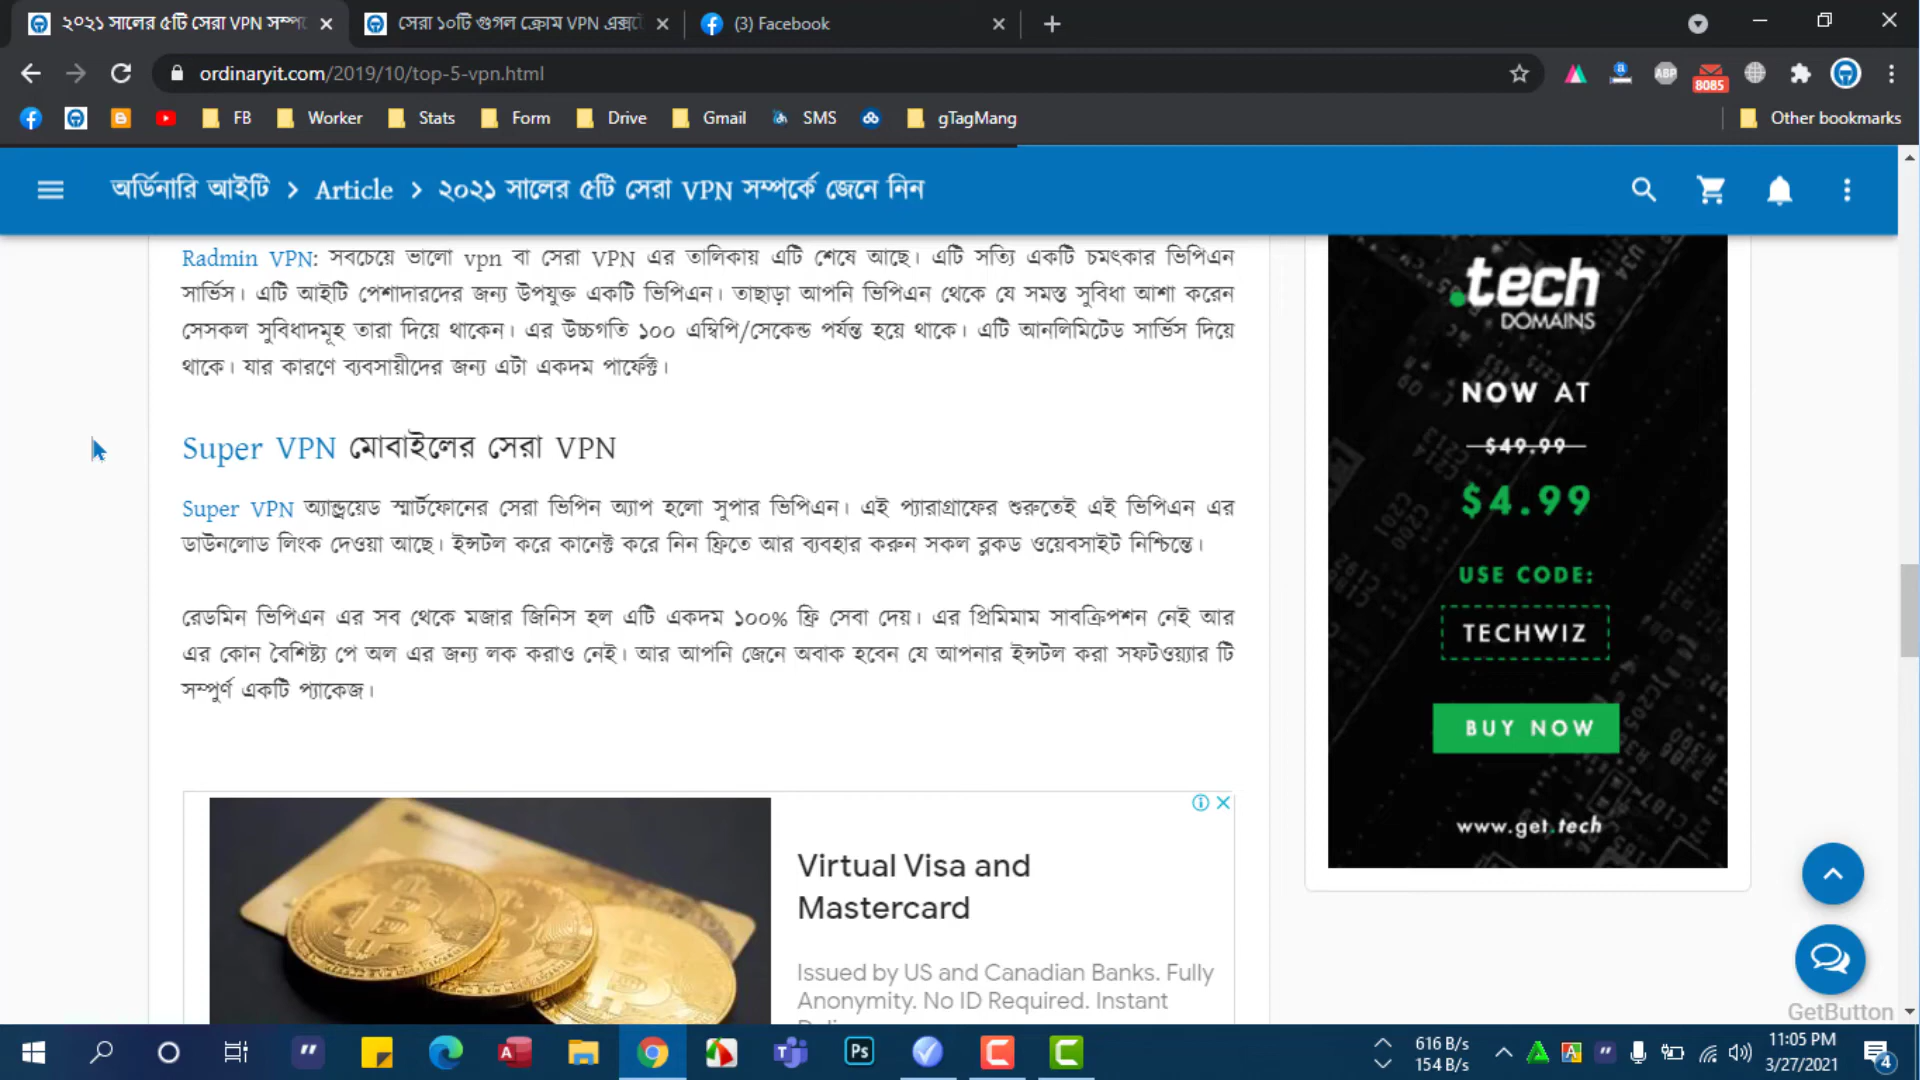 ২০২১ সালের ৫টি সেরা VPN সম্প
সেরা ১০টি গুগল ক্রোম VPN এক্সটে
(3) Facebook
ordinaryit.com/2019/10/top-5-vpn.html
ABP
8085
FB
Worker
Stats
Form
Drive
Gmail
SMS
gTagMang
Other bookmarks
অর্ডিনারি আইটি > Article > ২০২১ সালের ৫টি সেরা VPN সম্পর্কে জেনে নিন
Radmin VPN: সবচেয়ে ভালো vpn বা সেরা VPN এর তালিকায় এটি শেষে আছে। এটি সত্যি একটি চমৎকার ভিপিএন
সার্ভিস। এটি আইটি পেশাদারদের জন্য উপযুক্ত একটি ভিপিএন। তাছাড়া আপনি ভিপিএন থেকে যে সমস্ত সুবিধা আশা করেন
সেসকল সুবিধাদমূহ তারা দিয়ে থাকেন। এর উচ্চগতি ১০০ এম্বিপি/সেকেন্ড পর্যন্ত হয়ে থাকে। এটি আনলিমিটেড সার্ভিস দিয়ে
থাকে। যার কারণে ব্যবসায়ীদের জন্য এটা একদম পার্ফেক্ট।
Super VPN মোবাইলের সেরা VPN
Super VPN অ্যান্ড্রয়েড স্মার্টফোনের সেরা ভিপিন অ্যাপ হলো সুপার ভিপিএন। এই প্যারাগ্রাফের শুরুতেই এই ভিপিএন এর
ডাউনলোড লিংক দেওয়া আছে। ইন্সটল করে কানেক্ট করে নিন ফ্রিতে আর ব্যবহার করুন সকল ব্লকড ওয়েবসাইট নিশ্চিন্তে।
রেডমিন ভিপিএন এর সব থেকে মজার জিনিস হল এটি একদম ১০০% ফ্রি সেবা দেয়। এর প্রিমিমাম সাবক্রিপশন নেই আর
এর কোন বৈশিষ্ট্য পে অল এর জন্য লক করাও নেই। আর আপনি জেনে অবাক হবেন যে আপনার ইন্সটল করা সফটওয়্যার টি
সম্পুর্ণ একটি প্যাকেজ।
Virtual Visa and
Mastercard
Issued by US and Canadian Banks. Fully
Anonymity. No ID Required. Instant
.tech
DOMAINS
NOW AT
$49.99
$4.99
USE CODE:
TECHWIZ
BUY NOW
www.get.tech
GetButton
616 B/s
154 B/s
11:05 PM
3/27/2021
4